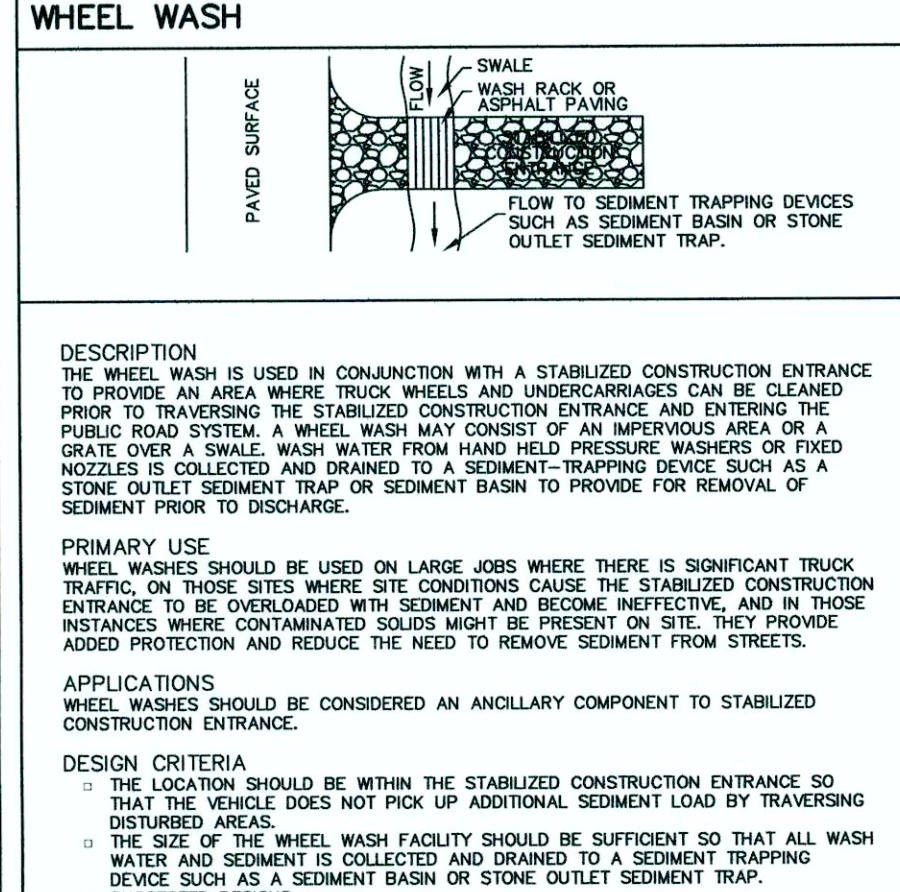 WHEEL WASH
SWALE
FLOW
WASH RACK OR
ASPHALT PAVING
PAVED SURFACE
STABILIZED
CONSTRUCTION
ENTRANCE
FLOW TO SEDIMENT TRAPPING DEVICES
SUCH AS SEDIMENT BASIN OR STONE
OUTLET SEDIMENT TRAP.
DESCRIPTION
THE WHEEL WASH IS USED IN CONJUNCTION WITH A STABILIZED CONSTRUCTION ENTRANCE
TO PROVIDE AN AREA WHERE TRUCK WHEELS AND UNDERCARRIAGES CAN BE CLEANED
PRIOR TO TRAVERSING THE STABILIZED CONSTRUCTION ENTRANCE AND ENTERING THE
PUBLIC ROAD SYSTEM. A WHEEL WASH MAY CONSIST OF AN IMPERVIOUS AREA OR A
GRATE OVER A SWALE. WASH WATER FROM HAND HELD PRESSURE WASHERS OR FIXED
NOZZLES IS COLLECTED AND DRAINED TO A SEDIMENT-TRAPPING DEVICE SUCH AS A
STONE OUTLET SEDIMENT TRAP OR SEDIMENT BASIN TO PROVIDE FOR REMOVAL OF
SEDIMENT PRIOR TO DISCHARGE.
PRIMARY USE
WHEEL WASHES SHOULD BE USED ON LARGE JOBS WHERE THERE IS SIGNIFICANT TRUCK
TRAFFIC, ON THOSE SITES WHERE SITE CONDITIONS CAUSE THE STABILIZED CONSTRUCTION
ENTRANCE TO BE OVERLOADED WITH SEDIMENT AND BECOME INEFFECTIVE, AND IN THOSE
INSTANCES WHERE CONTAMINATED SOLIDS MIGHT BE PRESENT ON SITE. THEY PROVIDE
ADDED PROTECTION AND REDUCE THE NEED TO REMOVE SEDIMENT FROM STREETS.
APPLICATIONS
WHEEL WASHES SHOULD BE CONSIDERED AN ANCILLARY COMPONENT TO STABILIZED
CONSTRUCTION ENTRANCE.
DESIGN CRITERIA
□ THE LOCATION SHOULD BE WITHIN THE STABILIZED CONSTRUCTION ENTRANCE SO
THAT THE VEHICLE DOES NOT PICK UP ADDITIONAL SEDIMENT LOAD BY TRAVERSING
DISTURBED AREAS.
□ THE SIZE OF THE WHEEL WASH FACILITY SHOULD BE SUFFICIENT SO THAT ALL WASH
WATER AND SEDIMENT IS COLLECTED AND DRAINED TO A SEDIMENT TRAPPING
DEVICE SUCH AS A SEDIMENT BASIN OR STONE OUTLET SEDIMENT TRAP.